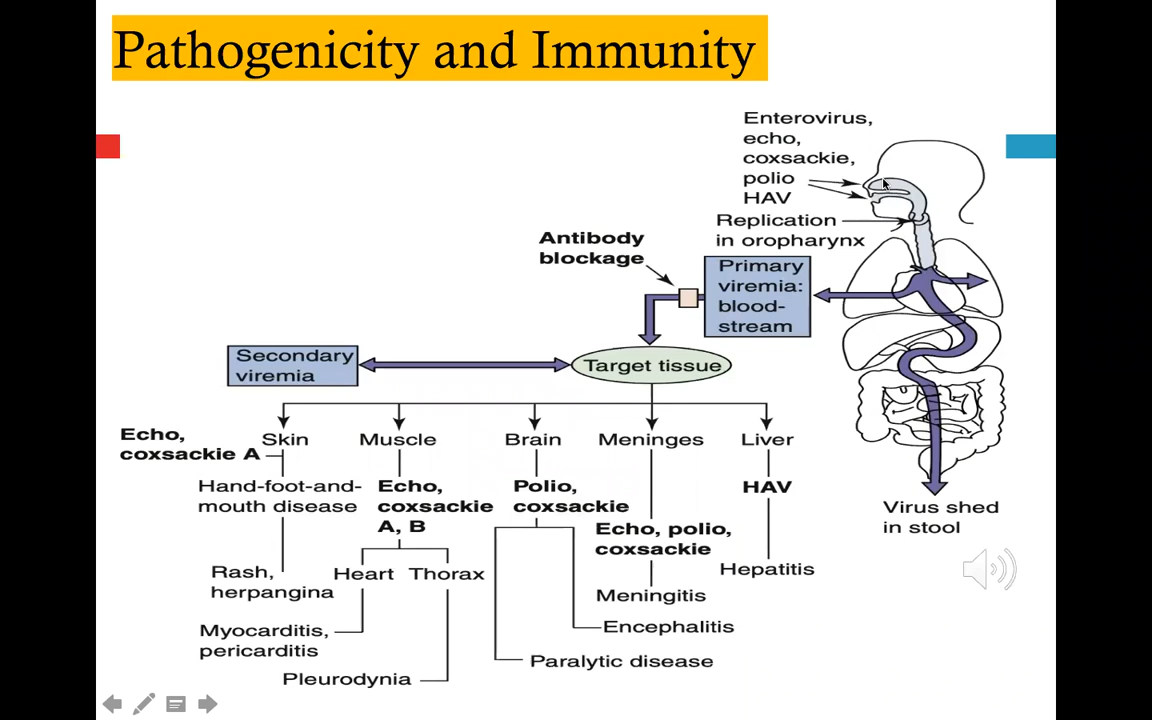 Pathogenicity and Immunity
Enterovirus,
echo,
coxsackie,
polio
HAV
Replication
in oropharynx
Antibody
blockage
Primary
viremia:
blood-
stream
Secondary
viremia
Target tissue
Echo,
coxsackie A
Skin
Muscle
Brain
Meninges
Liver
Hand-foot-and-
mouth disease
Echo,
coxsackie
A, B
Polio,
coxsackie
Echo, polio,
coxsackie
HAV
Virus shed
in stool
Rash,
herpangina
Heart
Thorax
Meningitis
Hepatitis
Myocarditis,
pericarditis
Encephalitis
Paralytic disease
Pleurodynia